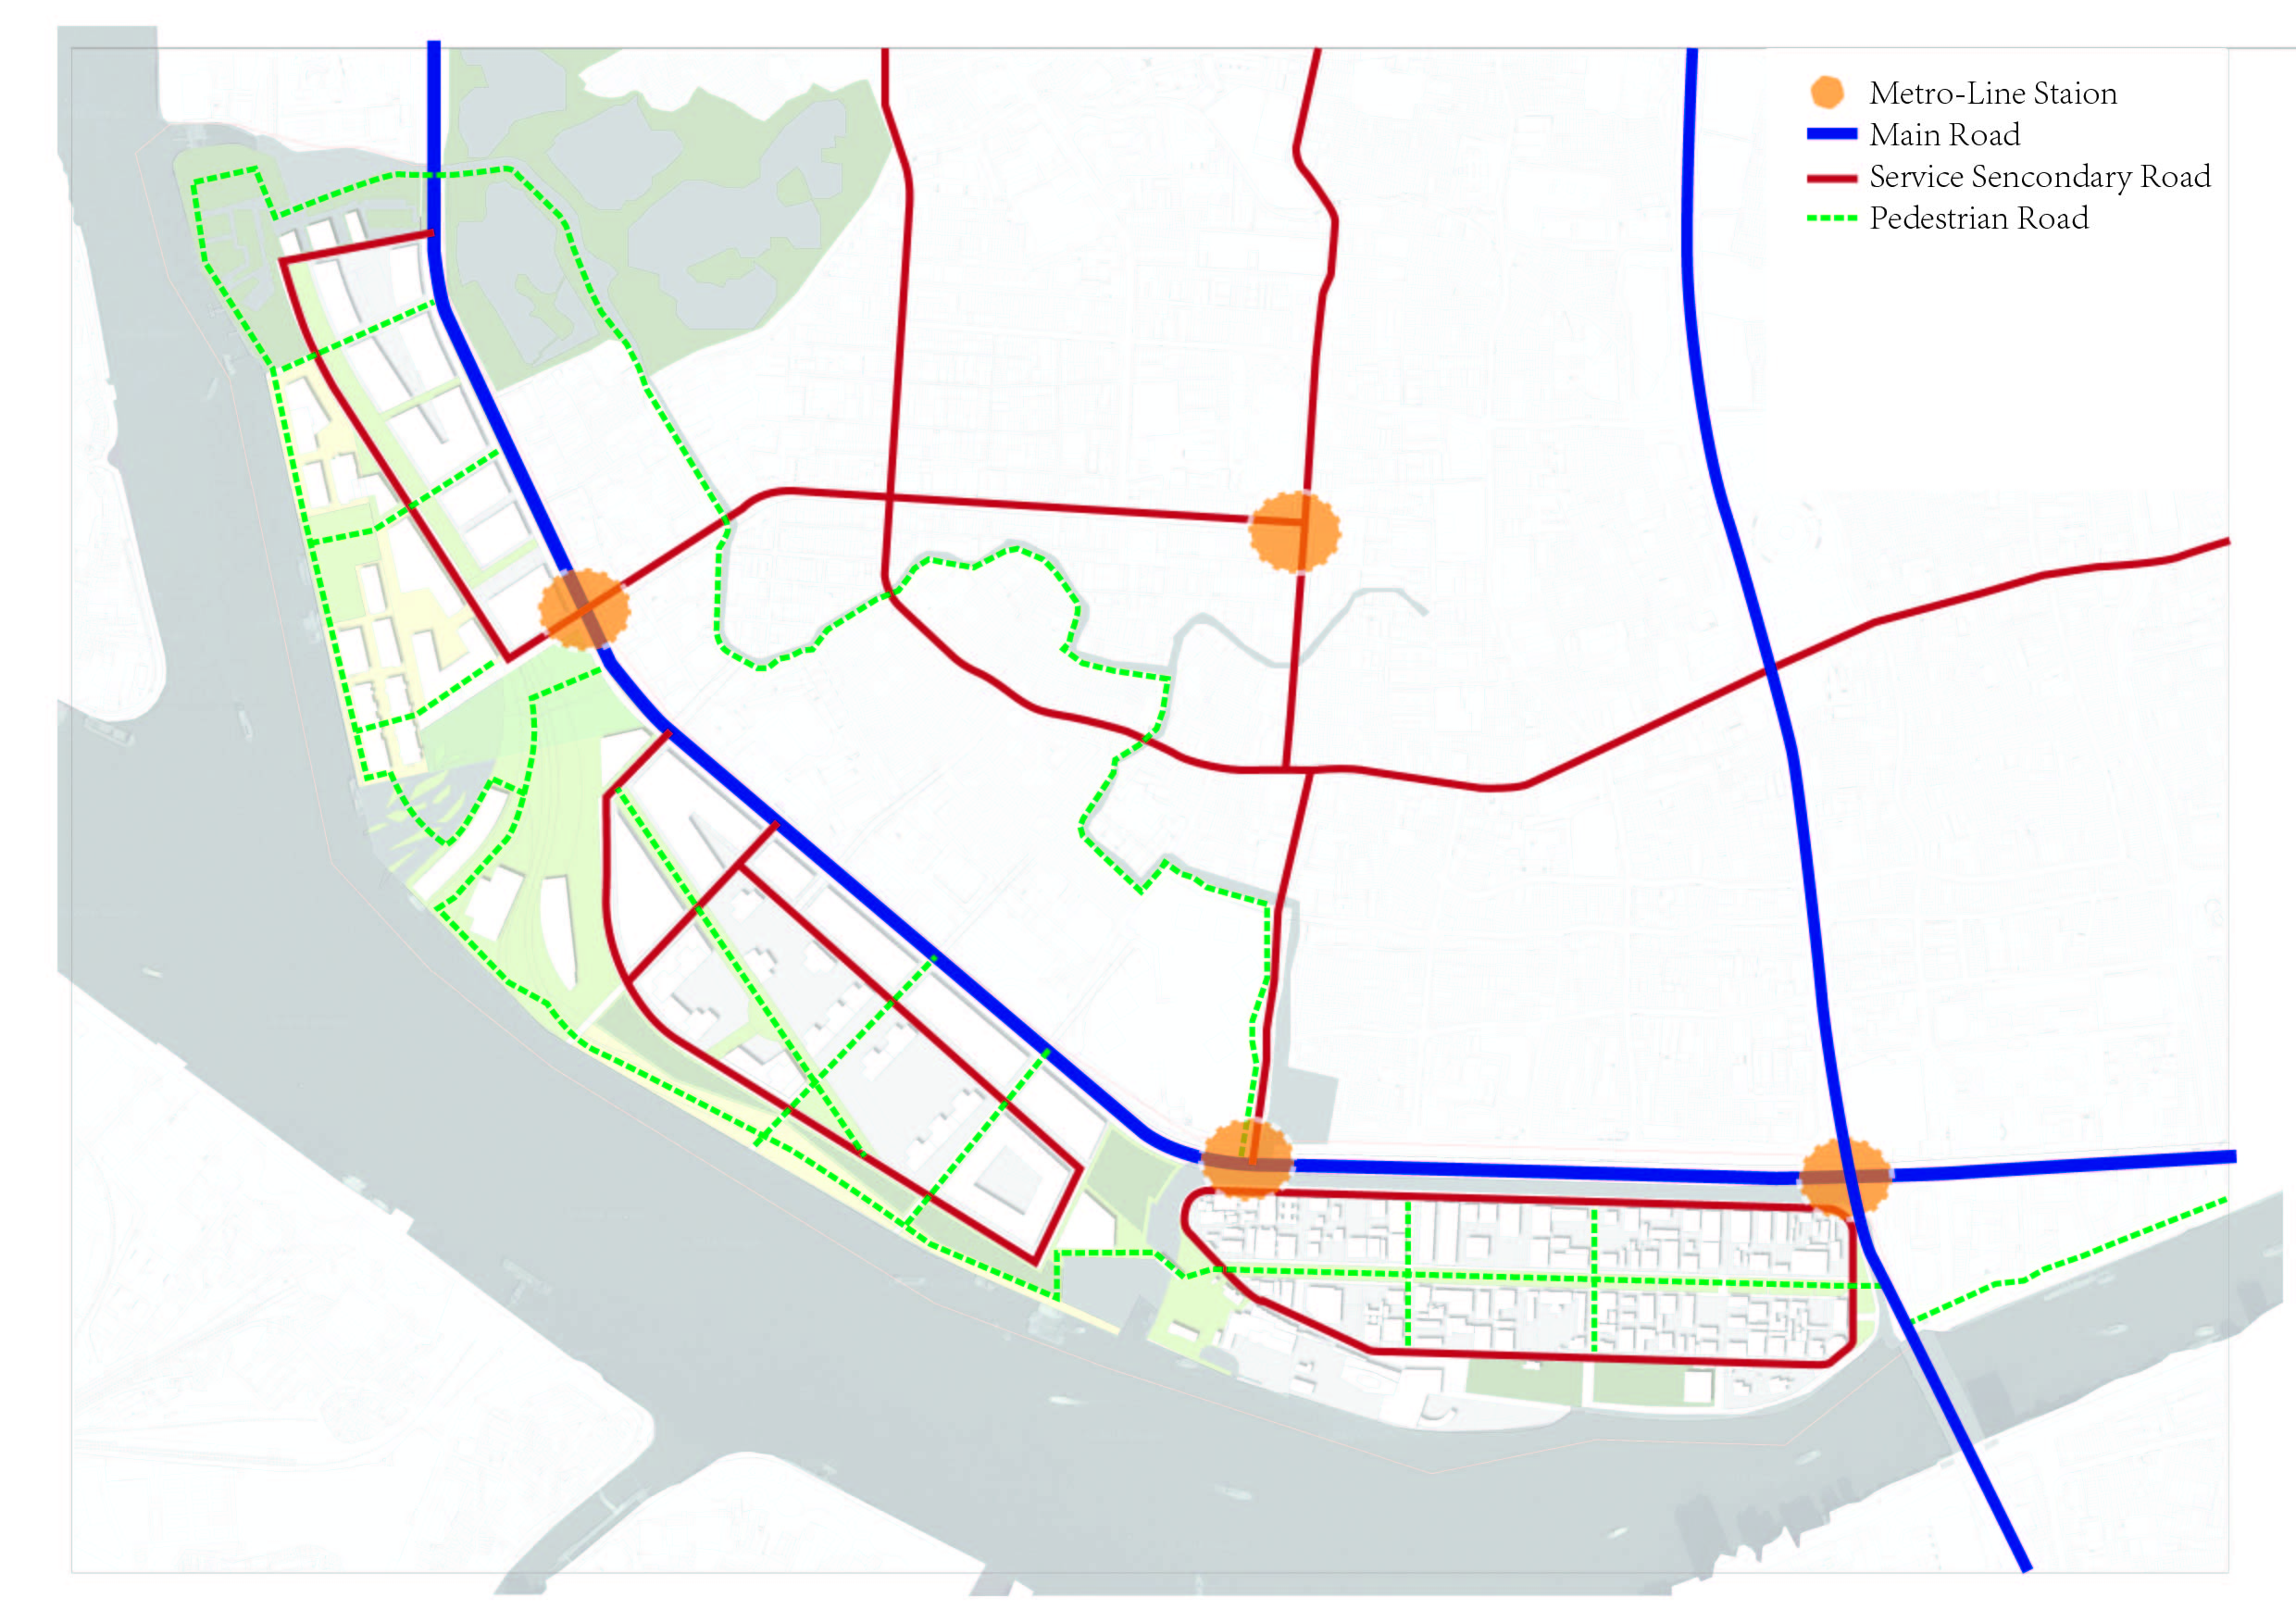 Metro-Line Staion
Main Road
Service Sencondary Road
Pedestrian Road